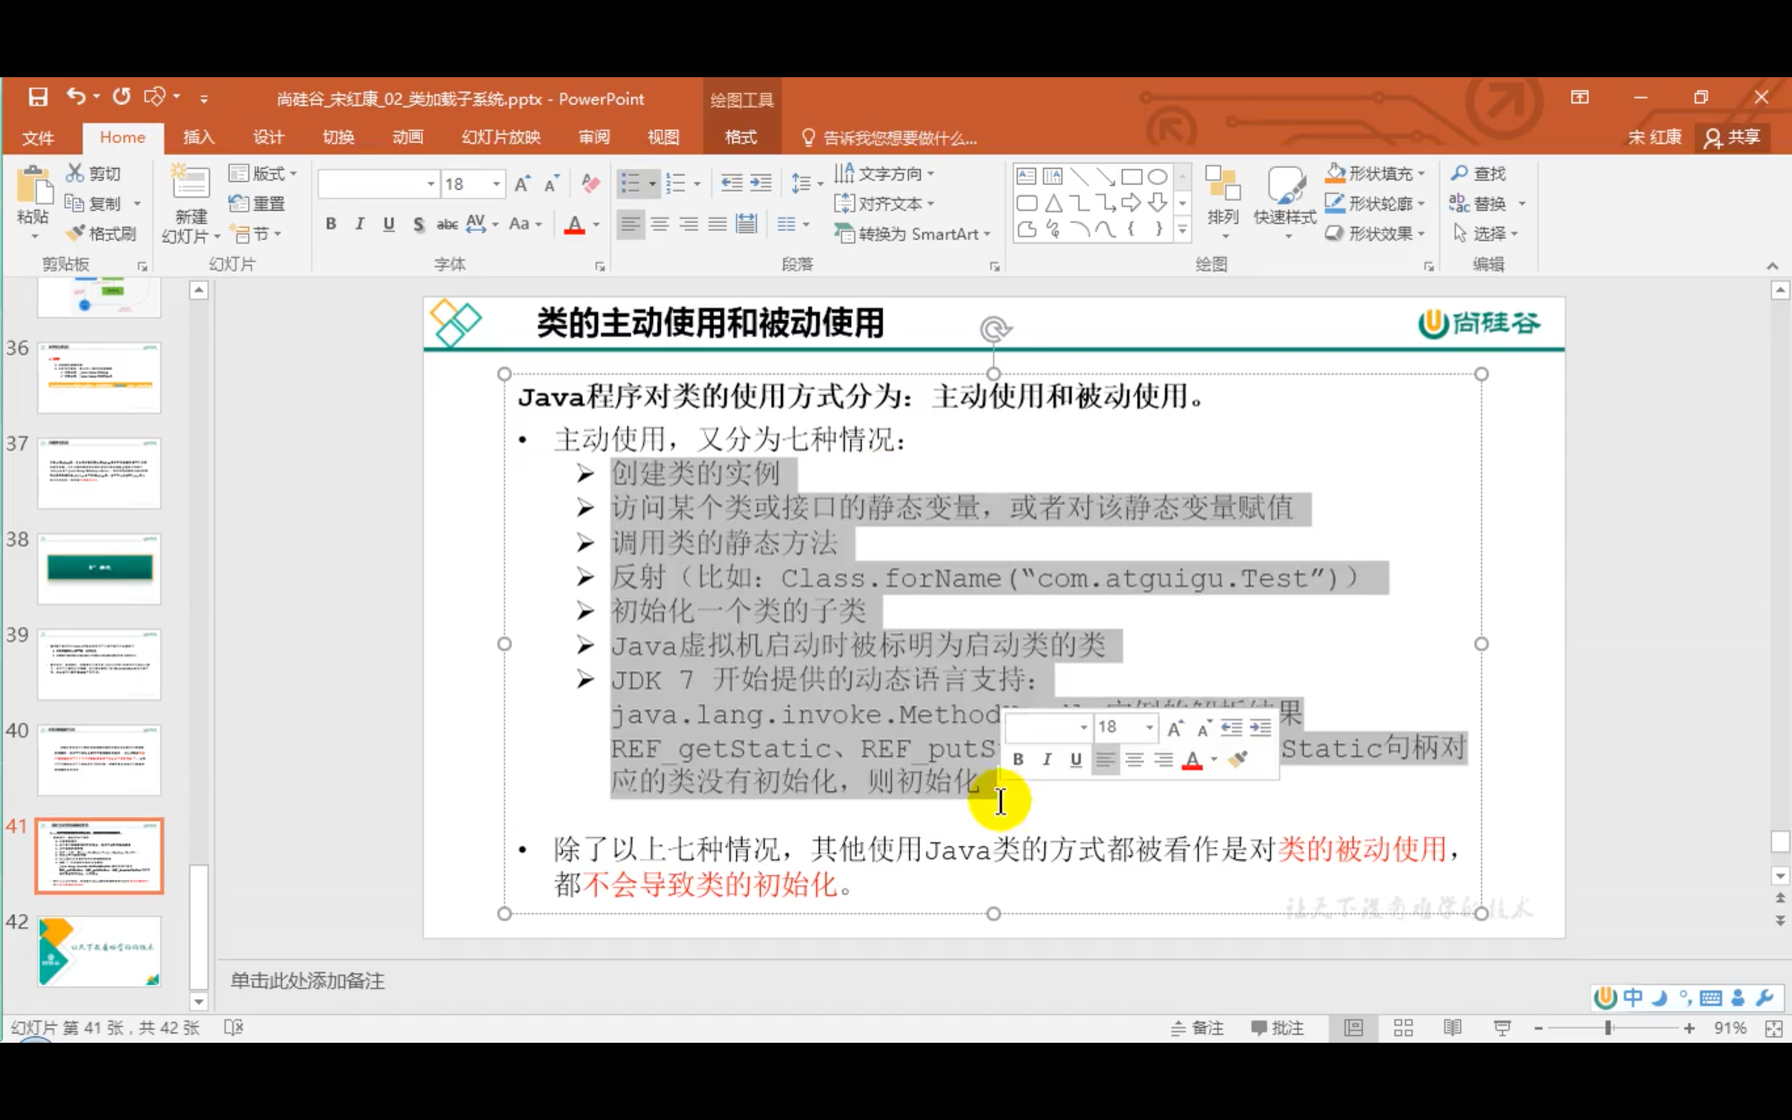 尚硅谷_宋红康_02_类加载子系统.pptx - PowerPoint
绘图工具
文件
Home
插入
设计
切换
动画
幻灯片放映
审阅
视图
格式
告诉我您想要做什么...
宋 红康
共享
粘贴
剪切
复制
格式刷
剪贴板
新建
幻灯片
版式
重置
节
幻灯片
18
B I U S abc AV Aa A
字体
文字方向
对齐文本
转换为 SmartArt
段落
排列
快速样式
形状填充
形状轮廓
形状效果
绘图
查找
替换
选择
编辑
36
37
38
39
40
41
42
类的主动使用和被动使用
尚硅谷
Java程序对类的使用方式分为：主动使用和被动使用。
• 主动使用，又分为七种情况：
➢ 创建类的实例
➢ 访问某个类或接口的静态变量，或者对该静态变量赋值
➢ 调用类的静态方法
➢ 反射（比如：Class.forName(“com.atguigu.Test”)）
➢ 初始化一个类的子类
➢ Java虚拟机启动时被标明为启动类的类
➢ JDK 7 开始提供的动态语言支持：
java.lang.invoke.Method
REF_getStatic、REF_putS Static句柄对
应的类没有初始化，则初始化
18
B I U A
• 除了以上七种情况，其他使用Java类的方式都被看作是对类的被动使用，
都不会导致类的初始化。
让天下没有难学的技术
单击此处添加备注
中
幻灯片 第 41 张，共 42 张
备注
批注
91%